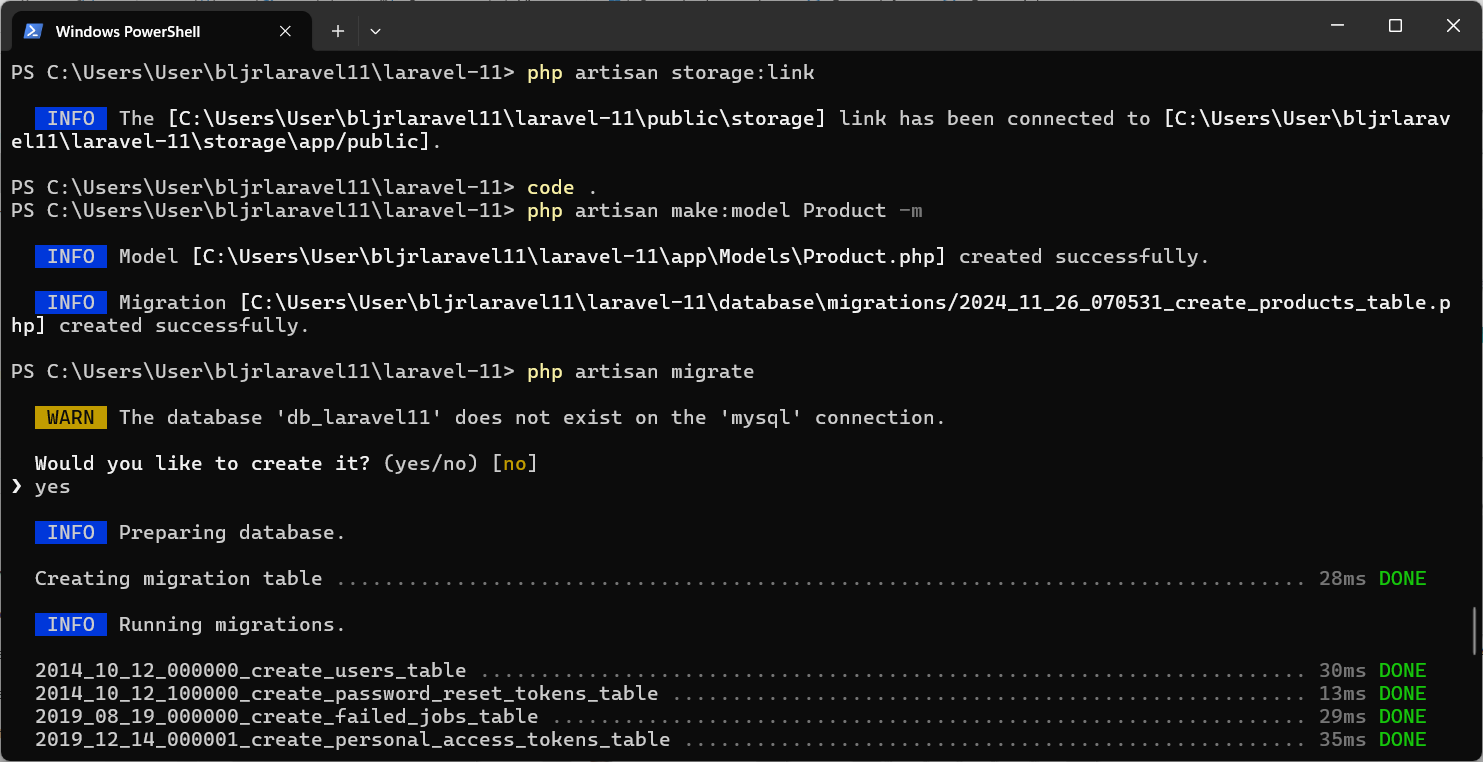 Windows PowerShell
PS C:\Users\User\bljrlaravel11\laravel-11> php artisan storage:link
INFO The [C:\Users\User\bljrlaravel11\laravel-11\public\storage] link has been connected to [C:\Users\User\bljrlarav
el11\laravel-11\storage\app/public].
PS C:\Users\User\bljrlaravel11\laravel-11> code .
PS C:\Users\User\bljrlaravel11\laravel-11> php artisan make:model Product -m
INFO Model [C:\Users\User\bljrlaravel11\laravel-11\app\Models\Product.php] created successfully.
INFO Migration [C:\Users\User\bljrlaravel11\laravel-11\database\migrations/2024_11_26_070531_create_products_table.p
hp] created successfully.
PS C:\Users\User\bljrlaravel11\laravel-11> php artisan migrate
WARN The database 'db_laravel11' does not exist on the 'mysql' connection.
Would you like to create it? (yes/no) [no]
❯ yes
INFO Preparing database.
Creating migration table ................................................................................. 28ms DONE
INFO Running migrations.
2014_10_12_000000_create_users_table ..................................................................... 30ms DONE
2014_10_12_100000_create_password_reset_tokens_table ..................................................... 13ms DONE
2019_08_19_000000_create_failed_jobs_table ............................................................... 29ms DONE
2019_12_14_000001_create_personal_access_tokens_table .................................................... 35ms DONE